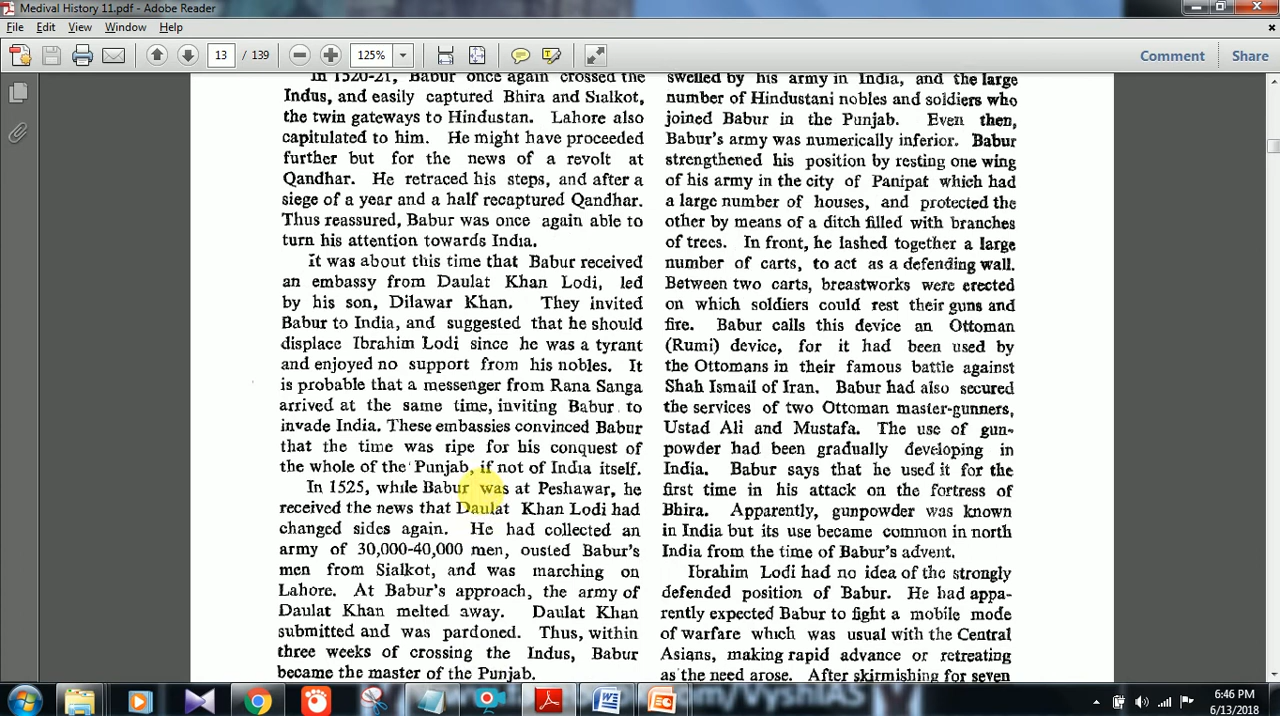 Medival History 11.pdf - Adobe Reader
File Edit View Window Help
13 / 139 125% Comment Share
In 1520-21, Babur once again crossed the
Indus, and easily captured Bhira and Sialkot,
the twin gateways to Hindustan. Lahore also
capitulated to him. He might have proceeded
further but for the news of a revolt at
Qandhar. He retraced his steps, and after a
siege of a year and a half recaptured Qandhar.
Thus reassured, Babur was once again able to
turn his attention towards India.
It was about this time that Babur received
an embassy from Daulat Khan Lodi, led
by his son, Dilawar Khan. They invited
Babur to India, and suggested that he should
displace Ibrahim Lodi since he was a tyrant
and enjoyed no support from his nobles. It
is probable that a messenger from Rana Sanga
arrived at the same time, inviting Babur to
invade India. These embassies convinced Babur
that the time was ripe for his conquest of
the whole of the Punjab, if not of India itself.
In 1525, while Babur was at Peshawar, he
received the news that Daulat Khan Lodi had
changed sides again. He had collected an
army of 30,000-40,000 men, ousted Babur's
men from Sialkot, and was marching on
Lahore. At Babur's approach, the army of
Daulat Khan melted away. Daulat Khan
submitted and was pardoned. Thus, within
three weeks of crossing the Indus, Babur
became the master of the Punjab.
swelled by his army in India, and the large
number of Hindustani nobles and soldiers who
joined Babur in the Punjab. Even then,
Babur's army was numerically inferior. Babur
strengthened his position by resting one wing
of his army in the city of Panipat which had
a large number of houses, and protected the
other by means of a ditch filled with branches
of trees. In front, he lashed together a large
number of carts, to act as a defending wall.
Between two carts, breastworks were erected
on which soldiers could rest their guns and
fire. Babur calls this device an Ottoman
(Rumi) device, for it had been used by
the Ottomans in their famous battle against
Shah Ismail of Iran. Babur had also secured
the services of two Ottoman master-gunners,
Ustad Ali and Mustafa. The use of gun-
powder had been gradually developing in
India. Babur says that he used it for the
first time in his attack on the fortress of
Bhira. Apparently, gunpowder was known
in India but its use became common in north
India from the time of Babur's advent.
Ibrahim Lodi had no idea of the strongly
defended position of Babur. He had appa-
rently expected Babur to fight a mobile mode
of warfare which was usual with the Central
Asians, making rapid advance or retreating
as the need arose. After skirmishing for seven
6:46 PM
6/13/2018